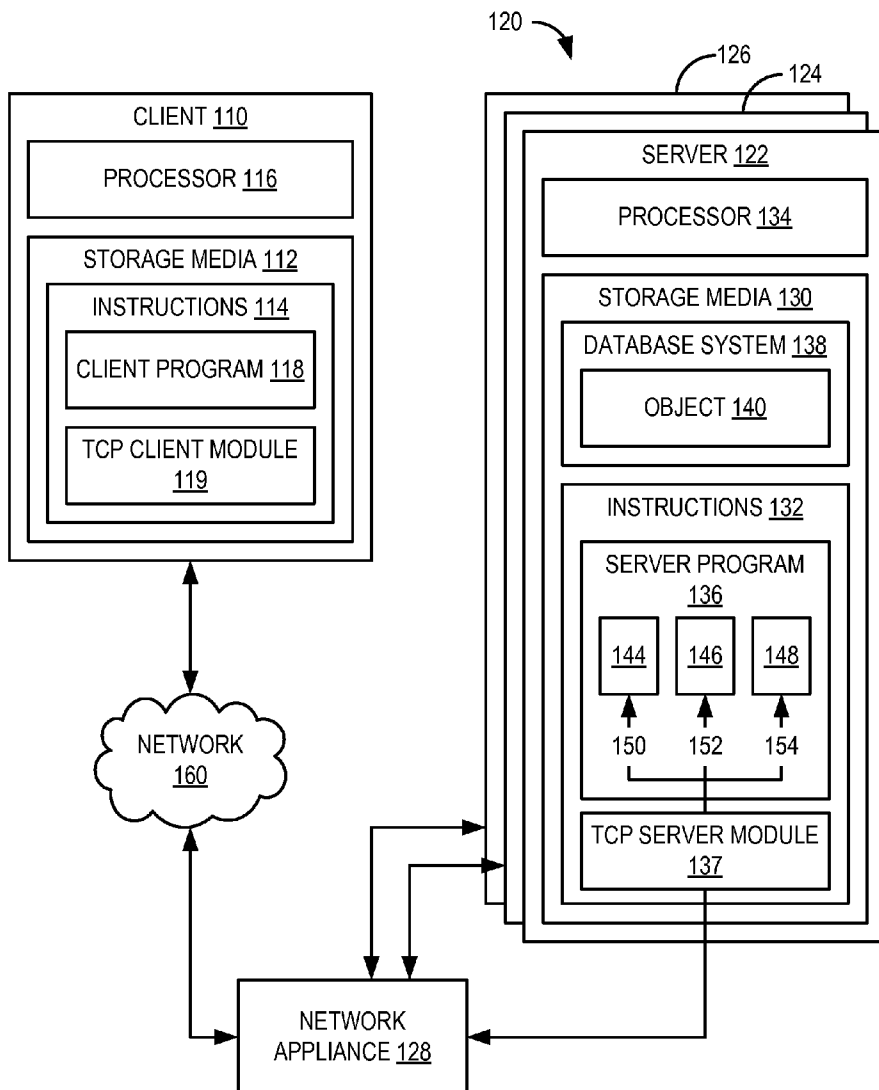 120
126
124
CLIENT 110
PROCESSOR 116
STORAGE MEDIA 112
INSTRUCTIONS 114
CLIENT PROGRAM 118
TCP CLIENT MODULE
119
SERVER 122
PROCESSOR 134
STORAGE MEDIA 130
DATABASE SYSTEM 138
OBJECT 140
INSTRUCTIONS 132
SERVER PROGRAM
136
144 146 148
150 152 154
TCP SERVER MODULE
137
NETWORK
160
NETWORK
APPLIANCE 128